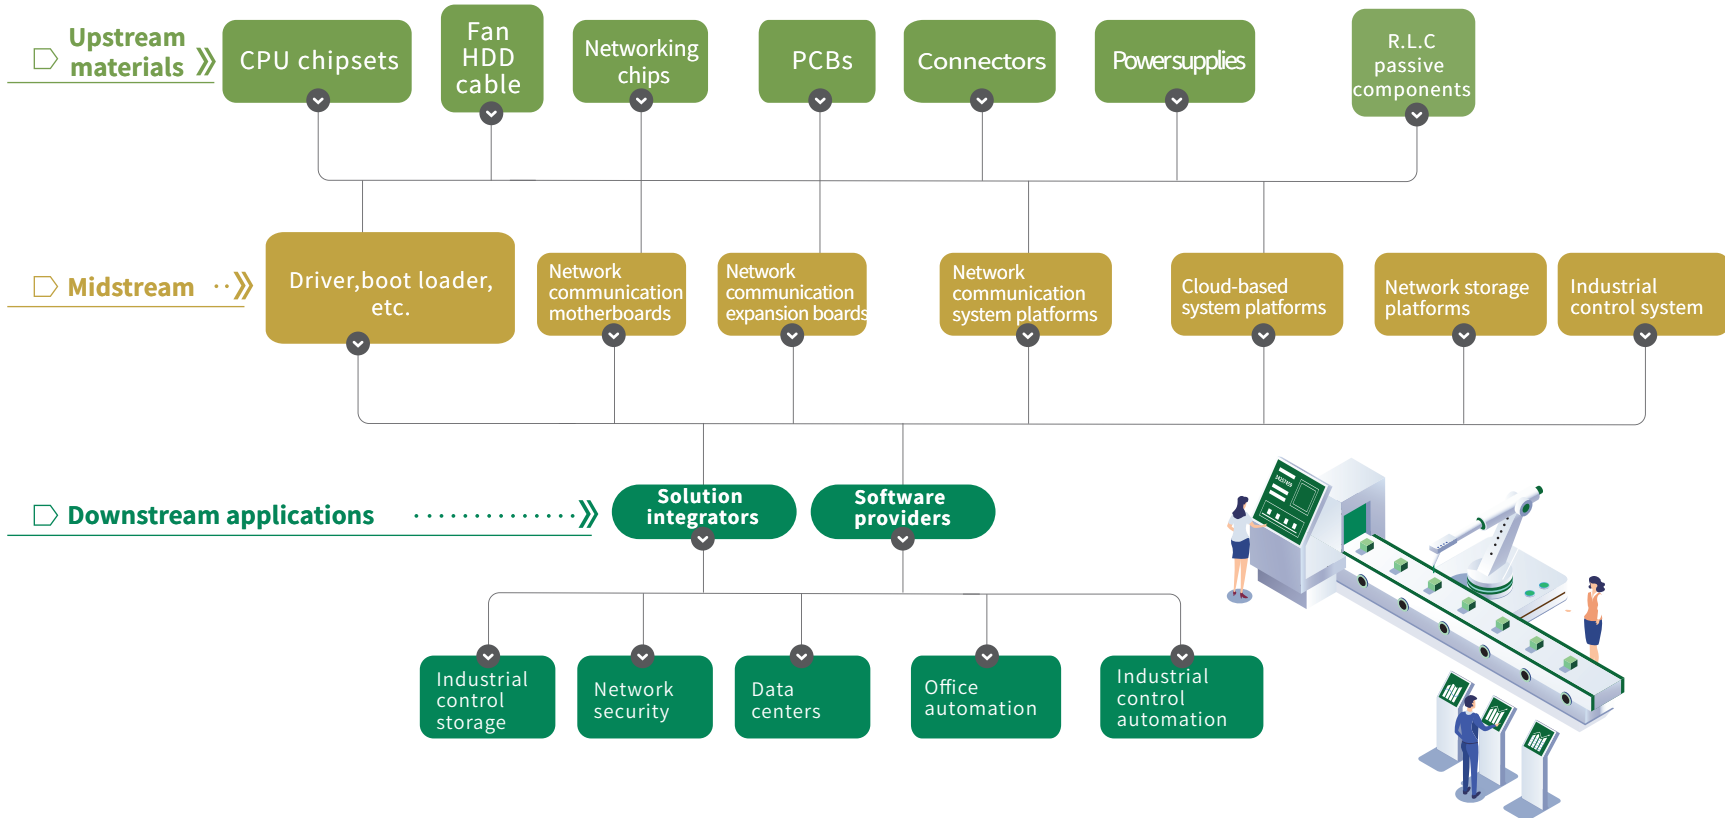 Upstream
materials
CPU chipsets
Fan
HDD
cable
Networking
chips
PCBs
Connectors
Power supplies
R.L.C
passive
components
Midstream
Driver,boot loader,
etc.
Network
communication
motherboards
Network
communication
expansion boards
Network
communication
system platforms
Cloud-based
system platforms
Network storage
platforms
Industrial
control system
Downstream applications
Solution
integrators
Software
providers
Industrial
control
storage
Network
security
Data
centers
Office
automation
Industrial
control
automation